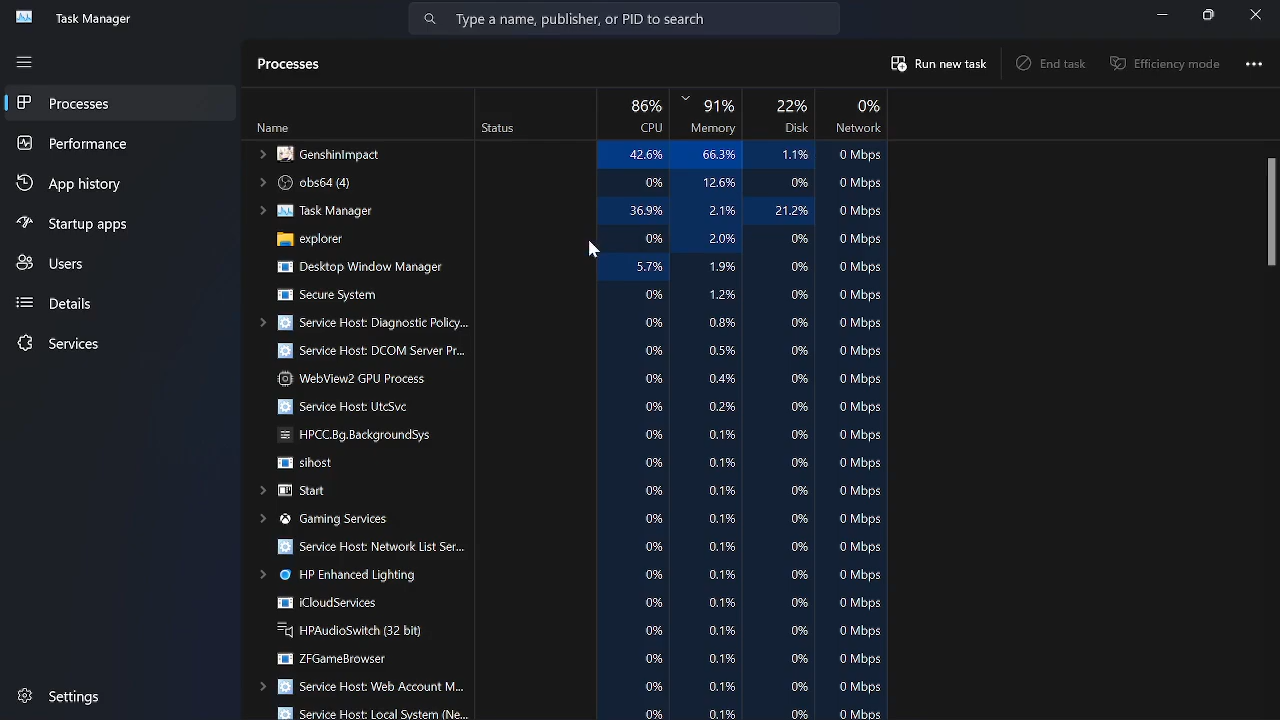 Task Manager
Type a name, publisher, or PID to search
Processes
Performance
App history
Startup apps
Users
Details
Services
Settings
Processes
Run new task
End task
Efficiency mode
86% 91% 22% 0%
Name Status CPU Memory Disk Network
GenshinImpact 42.6% 66.3% 1.1% 0 Mbps
obs64 (4) 0% 12.6% 0% 0 Mbps
Task Manager 36.9% 2.1% 21.2% 0 Mbps
explorer 0% 2.0% 0% 0 Mbps
Desktop Window Manager 5.7% 1.9% 0% 0 Mbps
Secure System 0% 1.2% 0% 0 Mbps
Service Host: Diagnostic Policy... 0% 0.8% 0% 0 Mbps
Service Host: DCOM Server Pr... 0% 0.5% 0% 0 Mbps
WebView2 GPU Process 0% 0.4% 0% 0 Mbps
Service Host: UtcSvc 0% 0.2% 0% 0 Mbps
HPCC.Bg.BackgroundSys 0% 0.1% 0% 0 Mbps
sihost 0% 0.1% 0% 0 Mbps
Start 0% 0.1% 0% 0 Mbps
Gaming Services 0% 0.1% 0% 0 Mbps
Service Host: Network List Ser... 0% 0.1% 0% 0 Mbps
HP Enhanced Lighting 0% 0.1% 0% 0 Mbps
iCloudServices 0% 0.1% 0% 0 Mbps
HPAudioSwitch (32 bit) 0% 0.1% 0% 0 Mbps
ZFGameBrowser 0% 0.1% 0% 0 Mbps
Service Host: Web Account M... 0% 0.1% 0% 0 Mbps
Service Host: Local System (Ne... 0% 0.1% 0% 0 Mbps